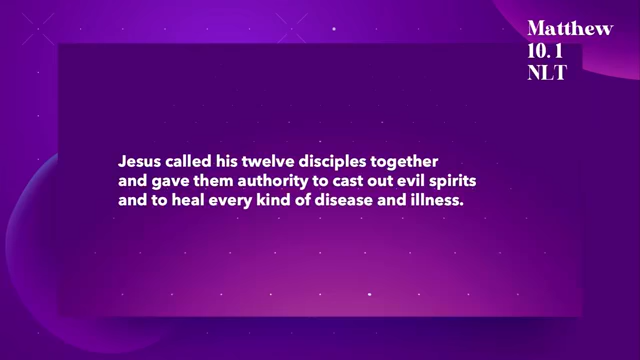 Matthew
10.1
NLT
Jesus called his twelve disciples together
and gave them authority to cast out evil spirits
and to heal every kind of disease and illness.